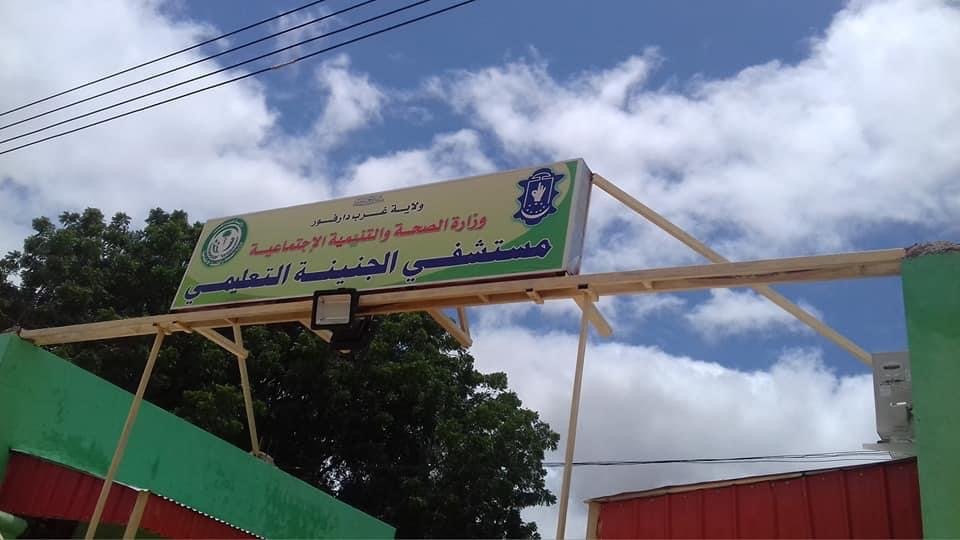 ولاية غرب دارفور
وزارة الصحة والتنمية الإجتماعية
مستشفي الجنينة التعليمي